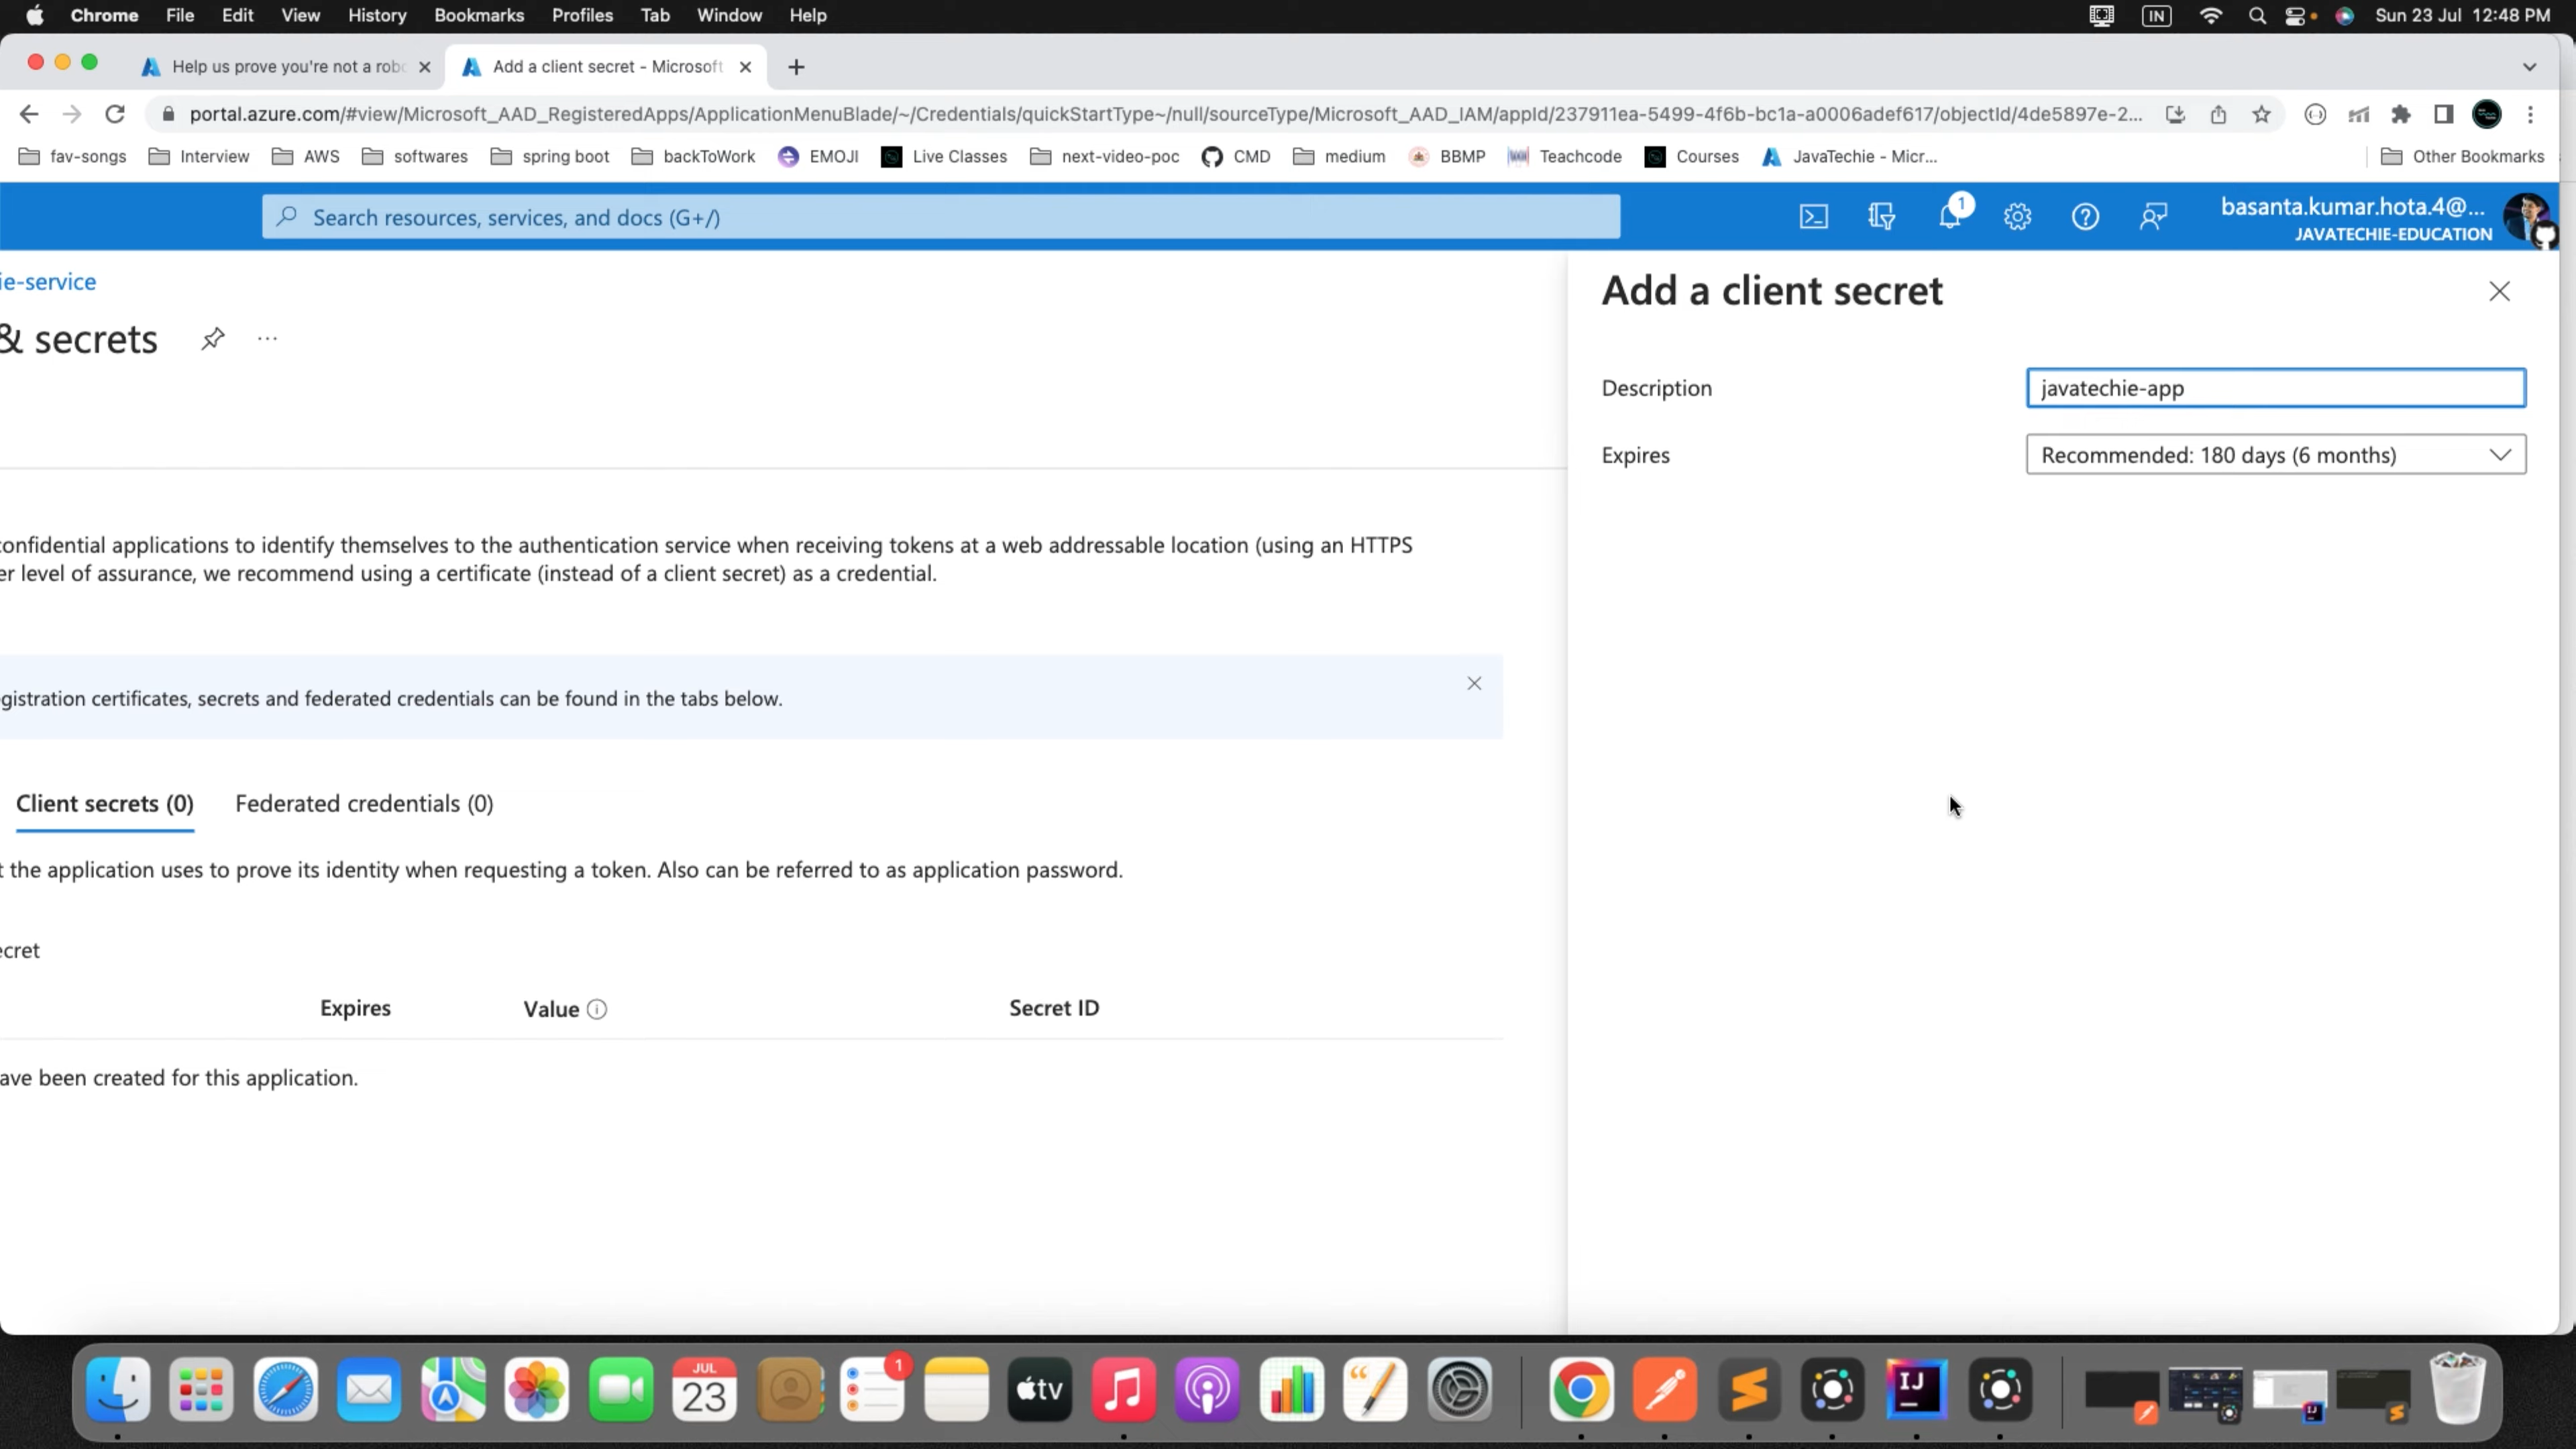 Chrome File Edit View History Bookmarks Profiles Tab Window Help IN Sun 23 Jul 12:48 PM
Help us prove you're not a rob Add a client secret - Microsoft
portal.azure.com/#view/Microsoft_AAD_RegisteredApps/ApplicationMenuBlade/~/Credentials/quickStartType~/null/sourceType/Microsoft_AAD_IAM/appId/237911ea-5499-4f6b-bc1a-a0006adef617/objectId/4de5897e-2...
fav-songs Interview AWS softwares spring boot backToWork EMOJI Live Classes next-video-poc CMD medium BBMP Teachcode Courses JavaTechie - Micr... Other Bookmarks
Search resources, services, and docs (G+/) 1 basanta.kumar.hota.4@...
JAVATECHIE-EDUCATION
ie-service
& secrets ...
Add a client secret
Description javatechie-app
Expires Recommended: 180 days (6 months)
confidential applications to identify themselves to the authentication service when receiving tokens at a web addressable location (using an HTTPS
er level of assurance, we recommend using a certificate (instead of a client secret) as a credential.
gistration certificates, secrets and federated credentials can be found in the tabs below.
Client secrets (0) Federated credentials (0)
t the application uses to prove its identity when requesting a token. Also can be referred to as application password.
ecret
Expires Value Secret ID
ave been created for this application.
JUL 23 1 tv IJ